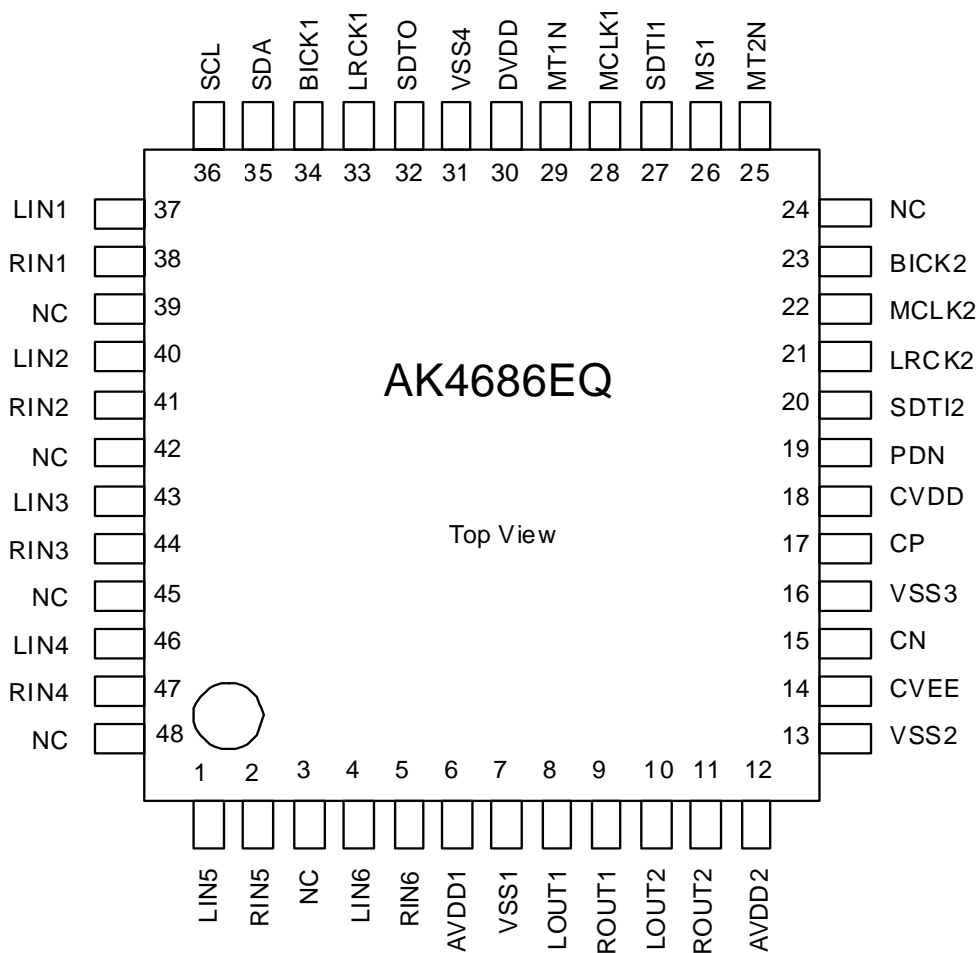 SCL SDA BICK1 LRCK1 SDTO VSS4 DVDD MT1N MCLK1 SDTI1 MS1 MT2N
36 35 34 33 32 31 30 29 28 27 26 25
LIN1 37 24 NC
RIN1 38 23 BICK2
NC 39 22 MCLK2
LIN2 40 21 LRCK2
AK4686EQ
RIN2 41 20 SDTI2
NC 42 19 PDN
LIN3 43 18 CVDD
Top View
RIN3 44 17 CP
NC 45 16 VSS3
LIN4 46 15 CN
RIN4 47 14 CVEE
NC 48 13 VSS2
1 2 3 4 5 6 7 8 9 10 11 12
LIN5 RIN5 NC LIN6 RIN6 AVDD1 VSS1 LOUT1 ROUT1 LOUT2 ROUT2 AVDD2